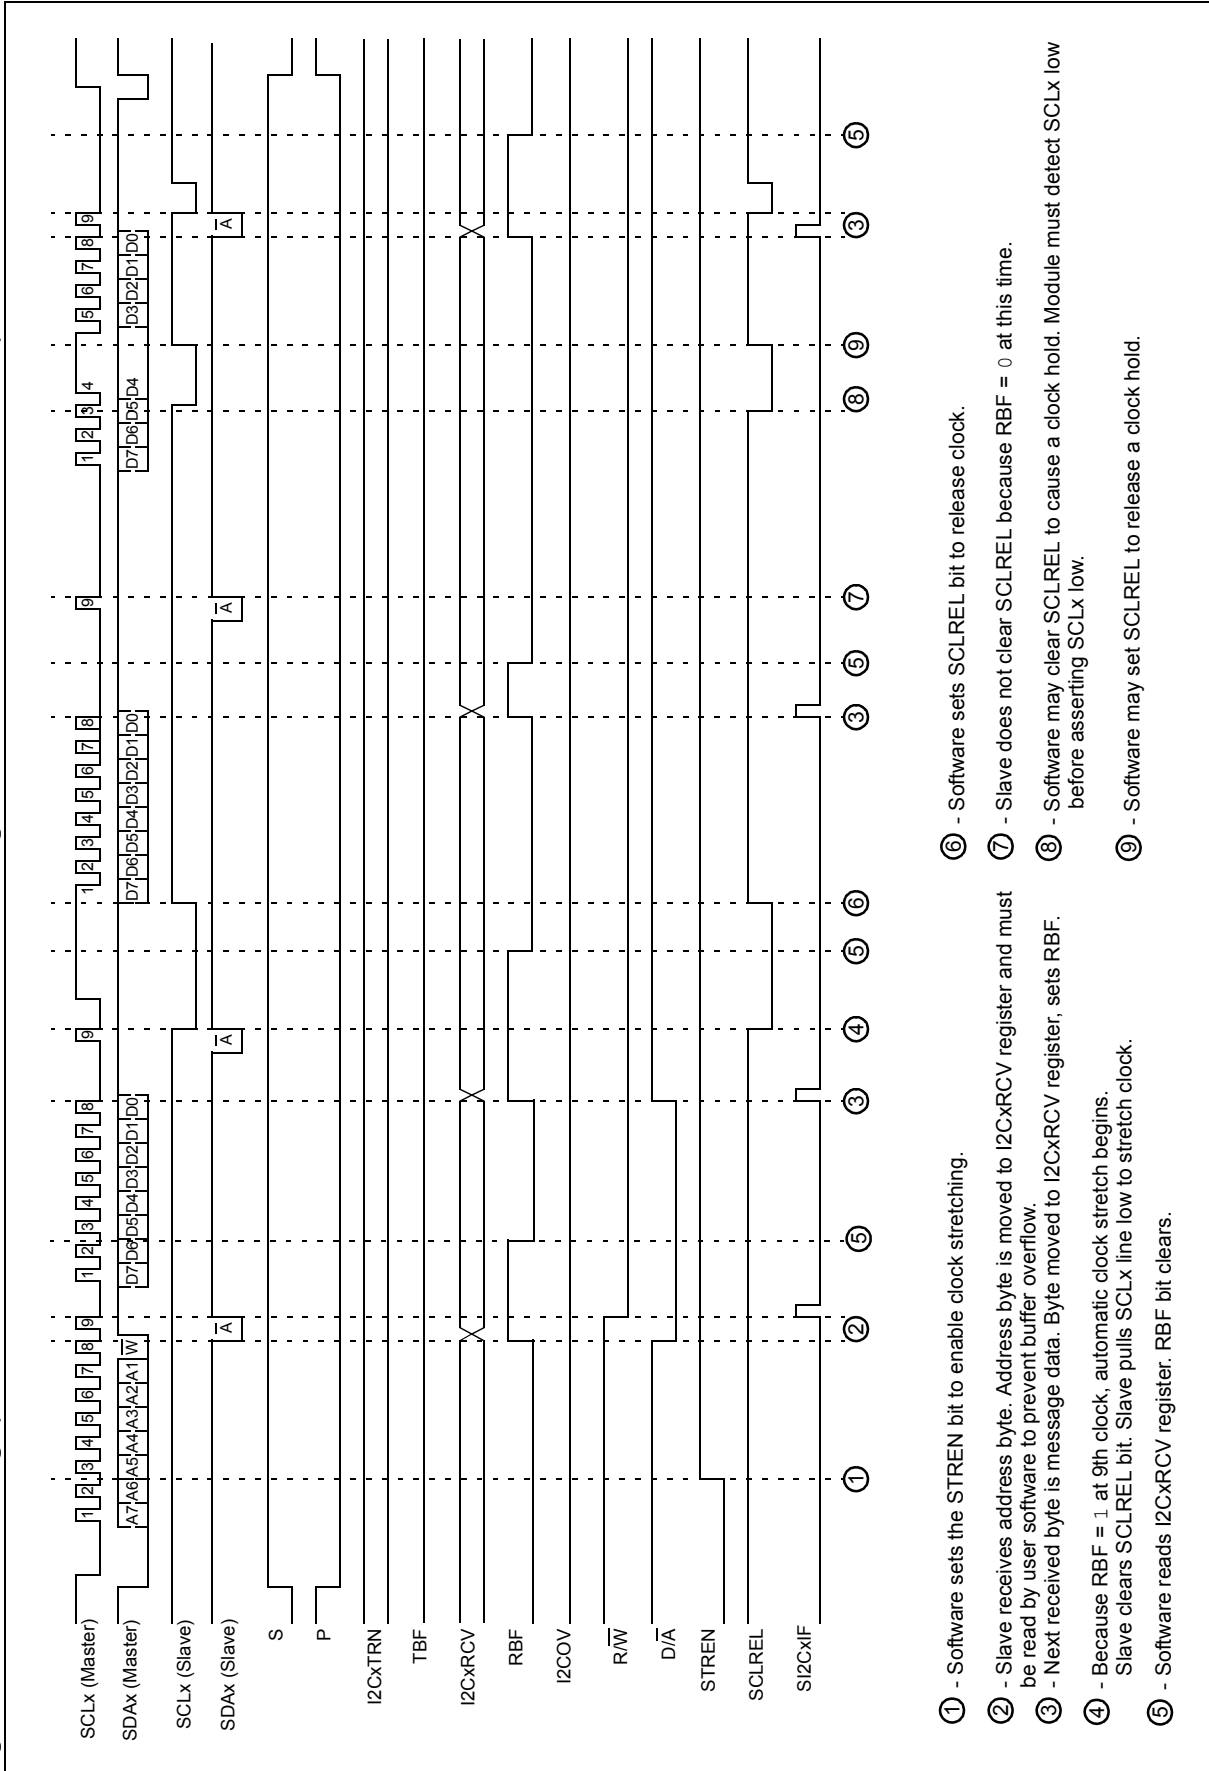 SCLx (Master)
1 2 3 4 5 6 7 8 9 1 2 3 4 5 6 7 8 9 1 2 3 4 5 6 7 8 9 1 2 3 4 5 6 7 8 9
SDAx (Master)
A7 A6 A5 A4 A3 A2 A1 W̅ D7 D6 D5 D4 D3 D2 D1 D0 D7 D6 D5 D4 D3 D2 D1 D0 D7 D6 D5 D4 D3 D2 D1 D0
SCLx (Slave)
SDAx (Slave)
A̅ A̅ A̅ A̅
S
P
I2CxTRN
TBF
I2CxRCV
RBF
I2COV
R/W̅
D̅/A
STREN
SCLREL
SI2CxIF
① ② ⑤ ③ ④ ⑤ ⑥ ③ ⑤ ⑦ ⑧ ⑨ ③ ⑤
① - Software sets the STREN bit to enable clock stretching.
② - Slave receives address byte. Address byte is moved to I2CxRCV register and must
be read by user software to prevent buffer overflow.
③ - Next received byte is message data. Byte moved to I2CxRCV register, sets RBF.
④ - Because RBF = 1 at 9th clock, automatic clock stretch begins.
Slave clears SCLREL bit. Slave pulls SCLx line low to stretch clock.
⑤ - Software reads I2CxRCV register. RBF bit clears.
⑥ - Software sets SCLREL bit to release clock.
⑦ - Slave does not clear SCLREL because RBF = 0 at this time.
⑧ - Software may clear SCLREL to cause a clock hold. Module must detect SCLx low
before asserting SCLx low.
⑨ - Software may set SCLREL to release a clock hold.